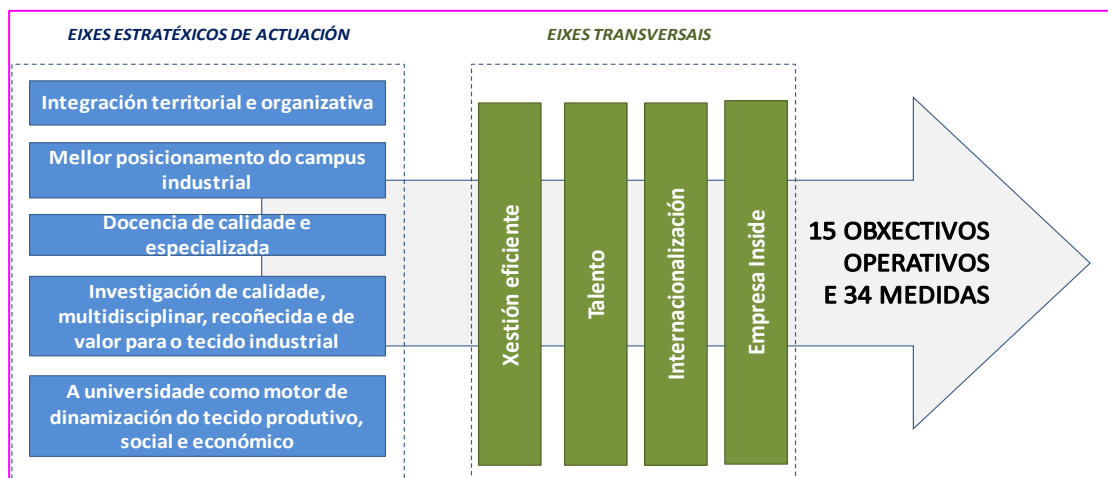 EIXES ESTRATÉXICOS DE ACTUACIÓN
Integración territorial e organizativa
Mellor posicionamento do campus
industrial
Docencia de calidade e
especializada
Investigación de calidade,
multidisciplinar, recoñecida e de
valor para o tecido industrial
A universidade como motor de
dinamización do tecido produtivo,
social e económico
EIXES TRANSVERSAIS
Xestión eficiente
Talento
Internacionalización
Empresa Inside
15 OBXECTIVOS
OPERATIVOS
E 34 MEDIDAS